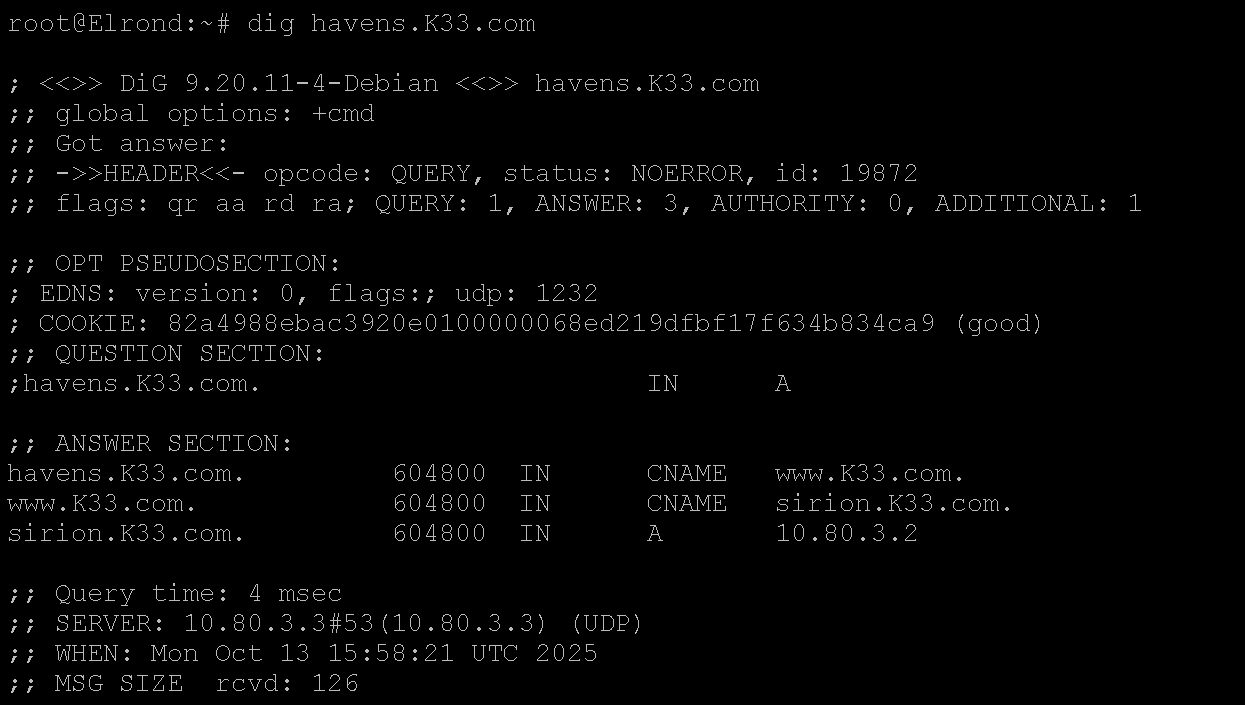 root@Elrond:~# dig havens.K33.com
; <<>> DiG 9.20.11-4-Debian <<>> havens.K33.com
;; global options: +cmd
;; Got answer:
;; ->>HEADER<<- opcode: QUERY, status: NOERROR, id: 19872
;; flags: qr aa rd ra; QUERY: 1, ANSWER: 3, AUTHORITY: 0, ADDITIONAL: 1
;; OPT PSEUDOSECTION:
; EDNS: version: 0, flags:; udp: 1232
; COOKIE: 82a4988ebac3920e0100000068ed219dfbf17f634b834ca9 (good)
;; QUESTION SECTION:
;havens.K33.com. IN A
;; ANSWER SECTION:
havens.K33.com. 604800 IN CNAME www.K33.com.
www.K33.com. 604800 IN CNAME sirion.K33.com.
sirion.K33.com. 604800 IN A 10.80.3.2
;; Query time: 4 msec
;; SERVER: 10.80.3.3#53(10.80.3.3) (UDP)
;; WHEN: Mon Oct 13 15:58:21 UTC 2025
;; MSG SIZE rcvd: 126